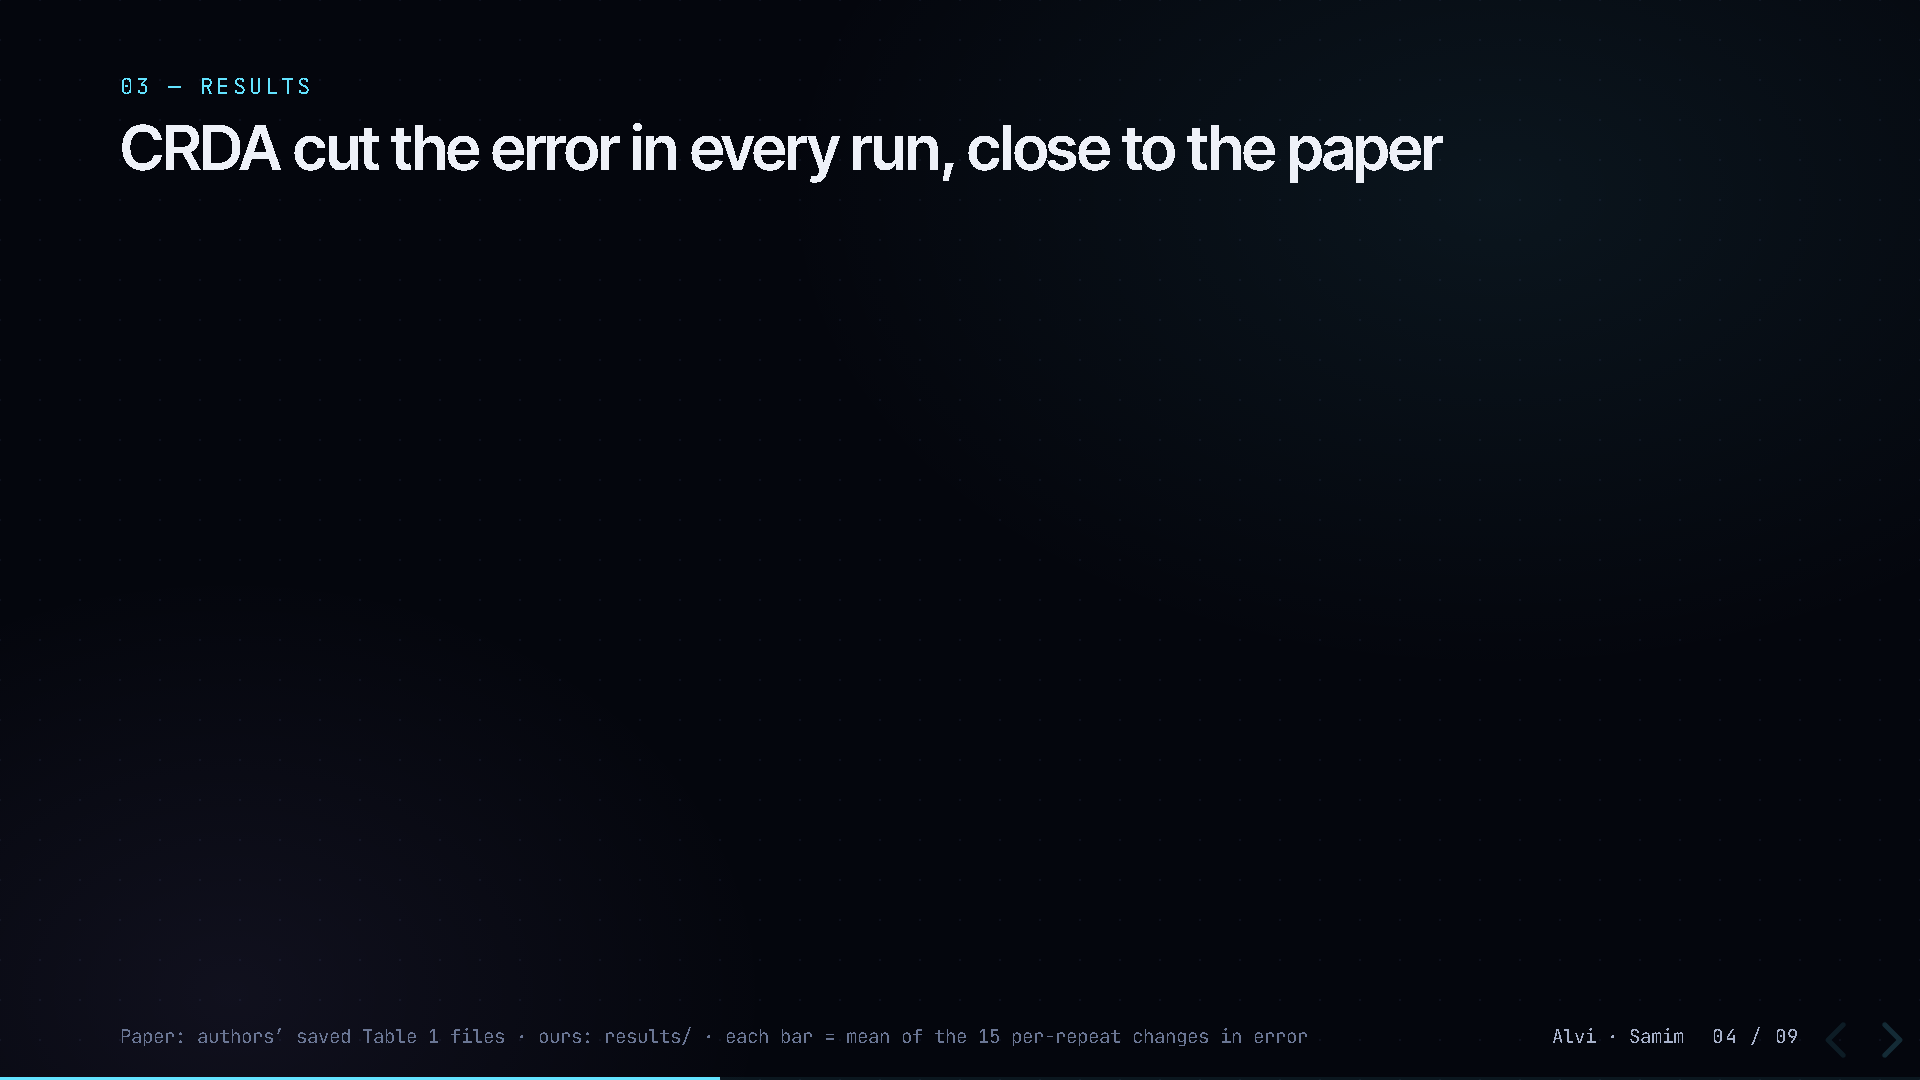 03 — RESULTS
CRDA cut the error in every run, close to the paper
Paper: authors’ saved Table 1 files · ours: results/ · each bar = mean of the 15 per-repeat changes in error
Alvi · Samim 04 / 09